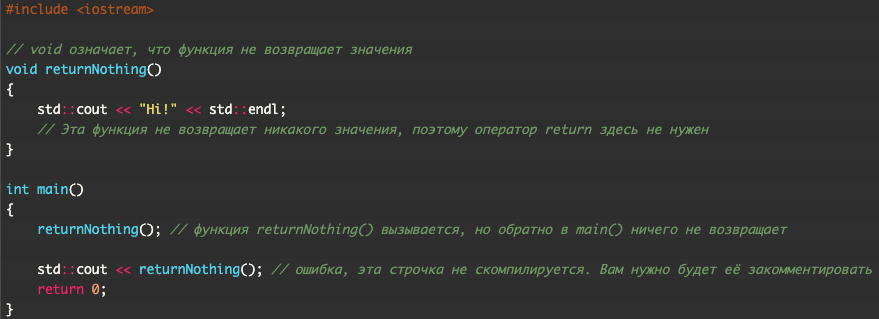 #include <iostream>
// void означает, что функция не возвращает значения
void returnNothing()
{
std::cout << "Hi!" << std::endl;
// Эта функция не возвращает никакого значения, поэтому оператор return здесь не нужен
}
int main()
{
returnNothing(); // функция returnNothing() вызывается, но обратно в main() ничего не возвращает
std::cout << returnNothing(); // ошибка, эта строчка не скомпилируется. Вам нужно будет её закомментировать
return 0;
}